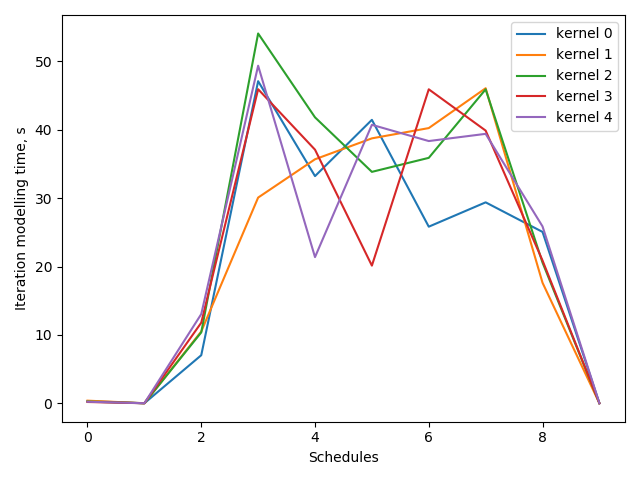 kernel 0
kernel 1
kernel 2
kernel 3
kernel 4
Iteration modelling time, s
50
40
30
20
10
0
0 2 4 6 8
Schedules